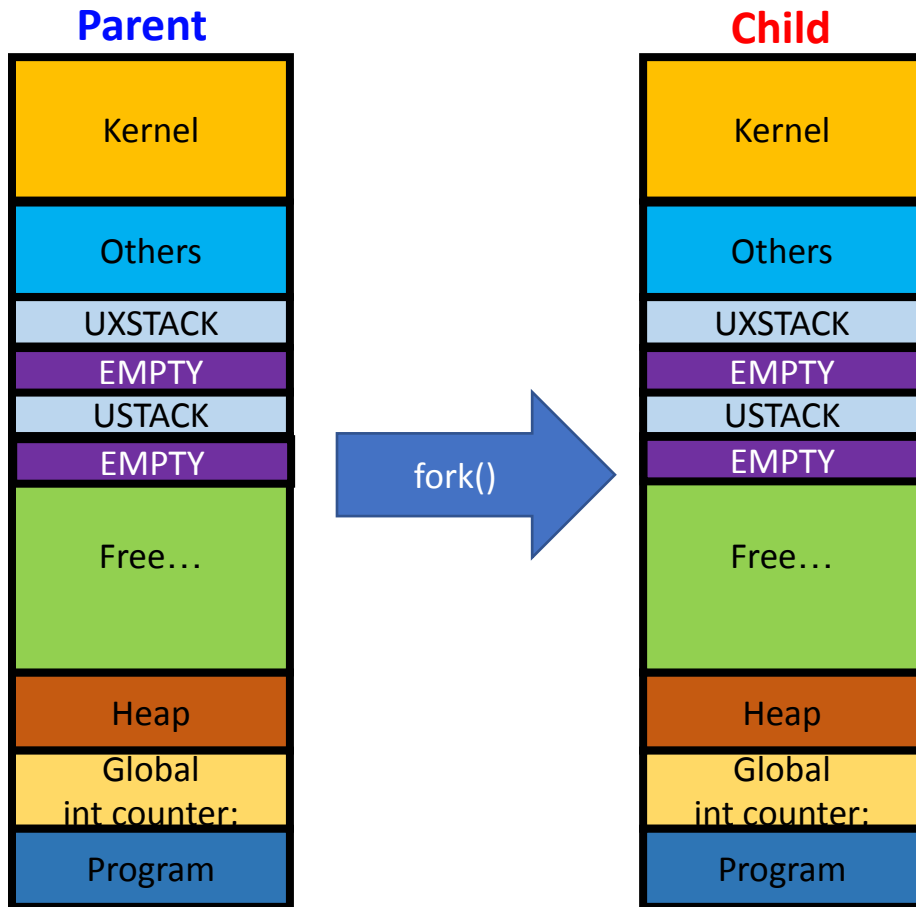 Parent
Kernel
Others
UXSTACK
EMPTY
USTACK
EMPTY
Free…
Heap
Global
int counter:
Program
fork()
Child
Kernel
Others
UXSTACK
EMPTY
USTACK
EMPTY
Free…
Heap
Global
int counter:
Program